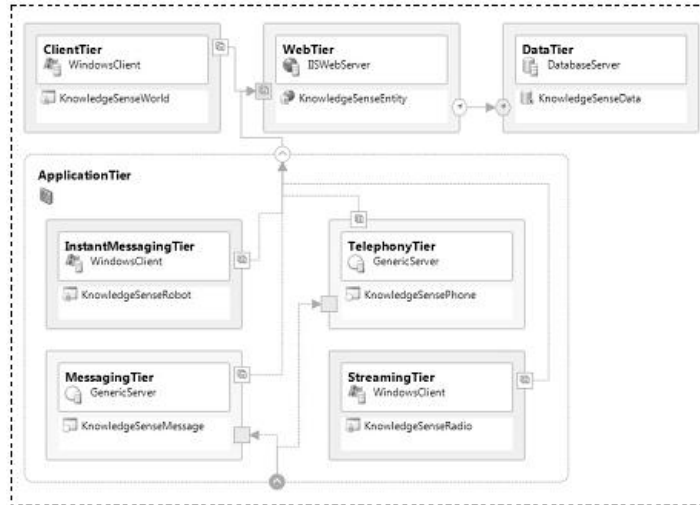 ClientTier
WindowsClient
KnowledgeSenseWorld
WebTier
IISWebServer
KnowledgeSenseEntity
DataTier
DatabaseServer
KnowledgeSenseData
ApplicationTier
InstantMessagingTier
WindowsClient
KnowledgeSenseRobot
TelephonyTier
GenericServer
KnowledgeSensePhone
MessagingTier
GenericServer
KnowledgeSenseMessage
StreamingTier
WindowsClient
KnowledgeSenseRadio